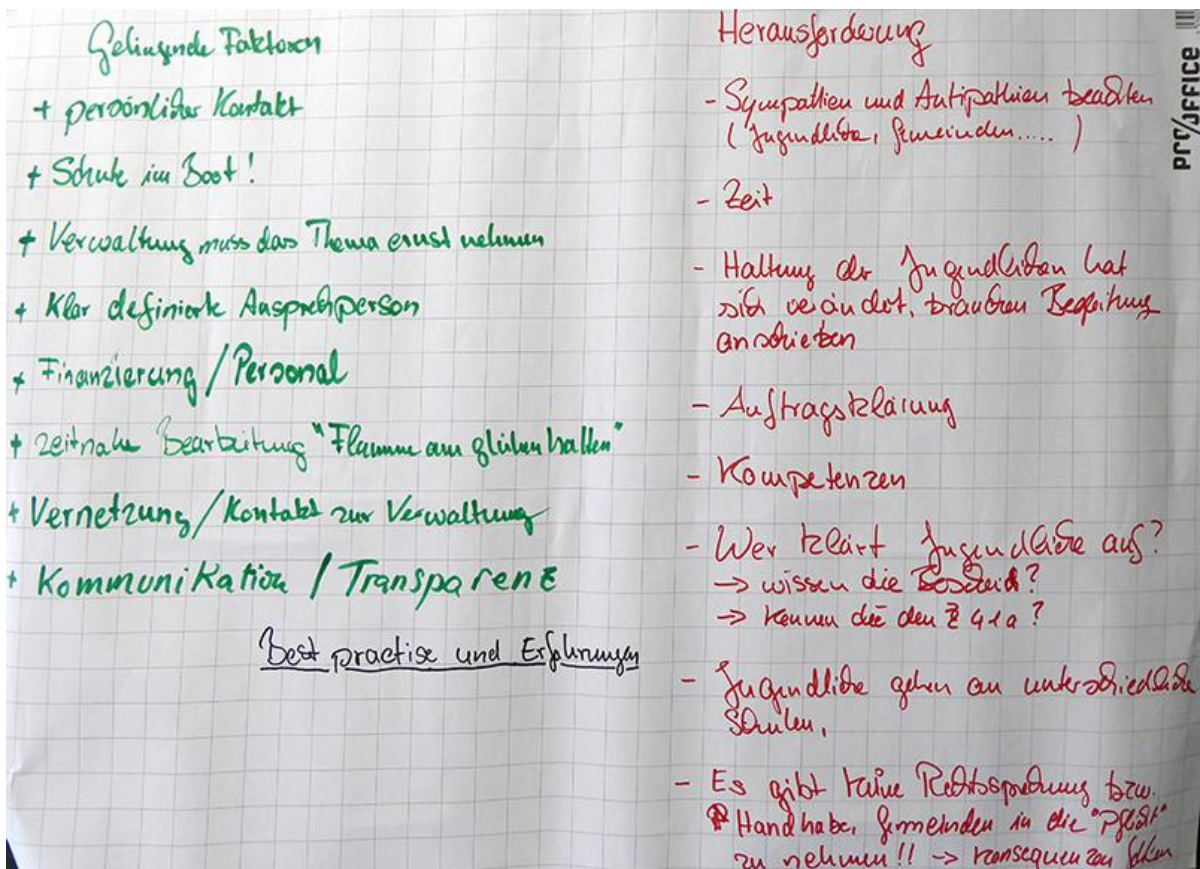 Gelingende Faktoren
+ persönlicher Kontakt
+ Schule im Boot!
+ Verwaltung muss das Thema ernst nehmen
+ Klar definierte Ansprechperson
+ Finanzierung / Personal
+ zeitnahe Bearbeitung "Flamme am glühen halten"
+ Vernetzung / Kontakt zur Verwaltung
+ Kommunikation / Transparenz
Best practise und Erfahrungen
Herausforderung
- Sympathien und Antipathien beachten
(Jugendliche, Gemeinden..... )
- Zeit
- Haltung der Jugendlichen hat
sich verändert, brauchen Begleitung
anschieben
- Auftragsklärung
- Kompetenzen
- Wer klärt Jugendliche auf?
→ wissen die Bescheid?
→ kennen die den § 41a?
- Jugendliche gehen an unterschiedliche
Schulen,
- Es gibt keine Rechtsprechung bzw.
Handhabe, Gemeinden in die "Pflicht"
zu nehmen!! → Konsequenzen fehlen
pro/office